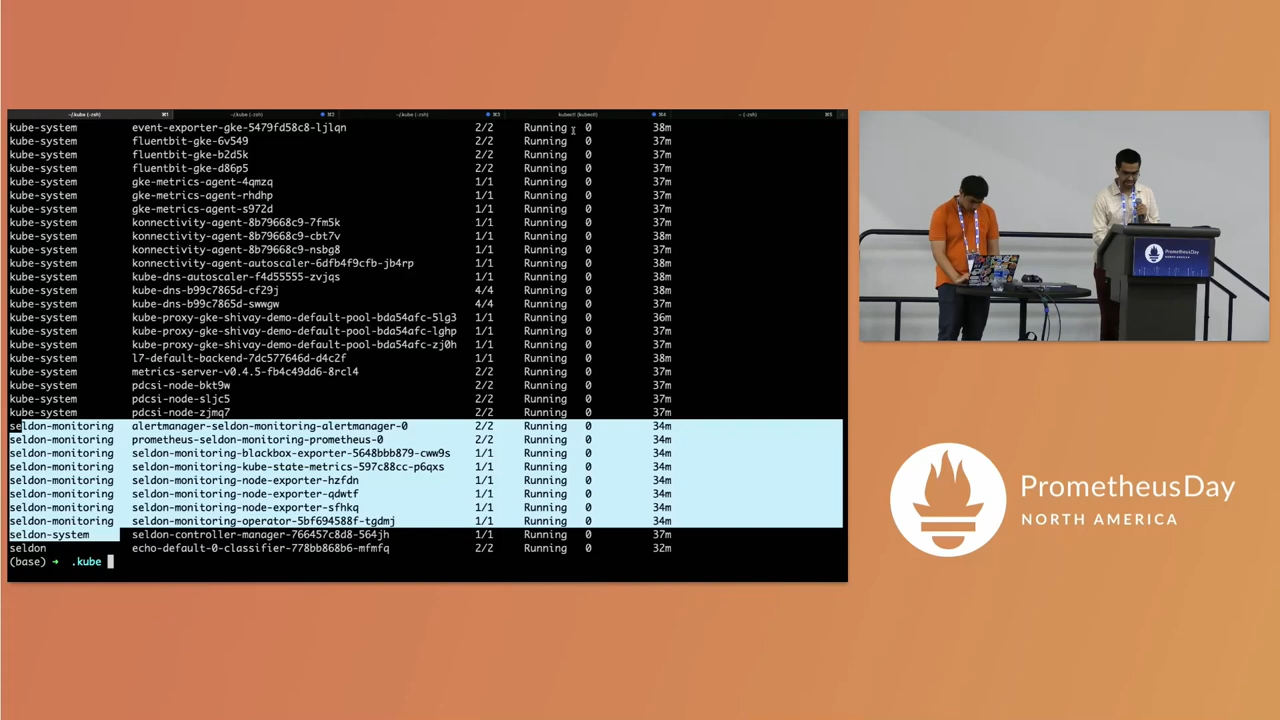 ~/.kube (-zsh) ⌘1 ~/.kube (-zsh) ⌘2 ~/.kube (-zsh) ⌘3 kubectl (kubectl) ⌘4 ~ (-zsh) ⌘5
kube-system event-exporter-gke-5479fd58c8-ljlqn 2/2 Running 0 38m
kube-system fluentbit-gke-6v549 2/2 Running 0 37m
kube-system fluentbit-gke-b2d5k 2/2 Running 0 37m
kube-system fluentbit-gke-d86p5 2/2 Running 0 37m
kube-system gke-metrics-agent-4qmzq 1/1 Running 0 37m
kube-system gke-metrics-agent-rhdhp 1/1 Running 0 37m
kube-system gke-metrics-agent-s972d 1/1 Running 0 37m
kube-system konnectivity-agent-8b79668c9-7fm5k 1/1 Running 0 37m
kube-system konnectivity-agent-8b79668c9-cbt7v 1/1 Running 0 38m
kube-system konnectivity-agent-8b79668c9-nsbg8 1/1 Running 0 37m
kube-system konnectivity-agent-autoscaler-6dfb4f9cfb-jb4rp 1/1 Running 0 38m
kube-system kube-dns-autoscaler-f4d55555-zvjqs 1/1 Running 0 38m
kube-system kube-dns-b99c7865d-cf29j 4/4 Running 0 38m
kube-system kube-dns-b99c7865d-swwgw 4/4 Running 0 37m
kube-system kube-proxy-gke-shivay-demo-default-pool-bda54afc-5lg3 1/1 Running 0 36m
kube-system kube-proxy-gke-shivay-demo-default-pool-bda54afc-lghp 1/1 Running 0 37m
kube-system kube-proxy-gke-shivay-demo-default-pool-bda54afc-zj0h 1/1 Running 0 37m
kube-system l7-default-backend-7dc577646d-d4c2f 1/1 Running 0 38m
kube-system metrics-server-v0.4.5-fb4c49dd6-8rcl4 2/2 Running 0 37m
kube-system pdcsi-node-bkt9w 2/2 Running 0 37m
kube-system pdcsi-node-sljc5 2/2 Running 0 37m
kube-system pdcsi-node-zjmq7 2/2 Running 0 37m
seldon-monitoring alertmanager-seldon-monitoring-alertmanager-0 2/2 Running 0 34m
seldon-monitoring prometheus-seldon-monitoring-prometheus-0 2/2 Running 0 34m
seldon-monitoring seldon-monitoring-blackbox-exporter-5648bbb879-cww9s 1/1 Running 0 34m
seldon-monitoring seldon-monitoring-kube-state-metrics-597c88cc-p6qxs 1/1 Running 0 34m
seldon-monitoring seldon-monitoring-node-exporter-hzfdn 1/1 Running 0 34m
seldon-monitoring seldon-monitoring-node-exporter-qdwtf 1/1 Running 0 34m
seldon-monitoring seldon-monitoring-node-exporter-sfhkq 1/1 Running 0 34m
seldon-monitoring seldon-monitoring-operator-5bf694588f-tgdmj 1/1 Running 0 34m
seldon-system seldon-controller-manager-766457c8d8-564jh 1/1 Running 0 37m
seldon echo-default-0-classifier-778bb868b6-mfmfq 2/2 Running 0 32m
(base) ➜ .kube
PrometheusDay
NORTH AMERICA
PrometheusDay
NORTH AMERICA